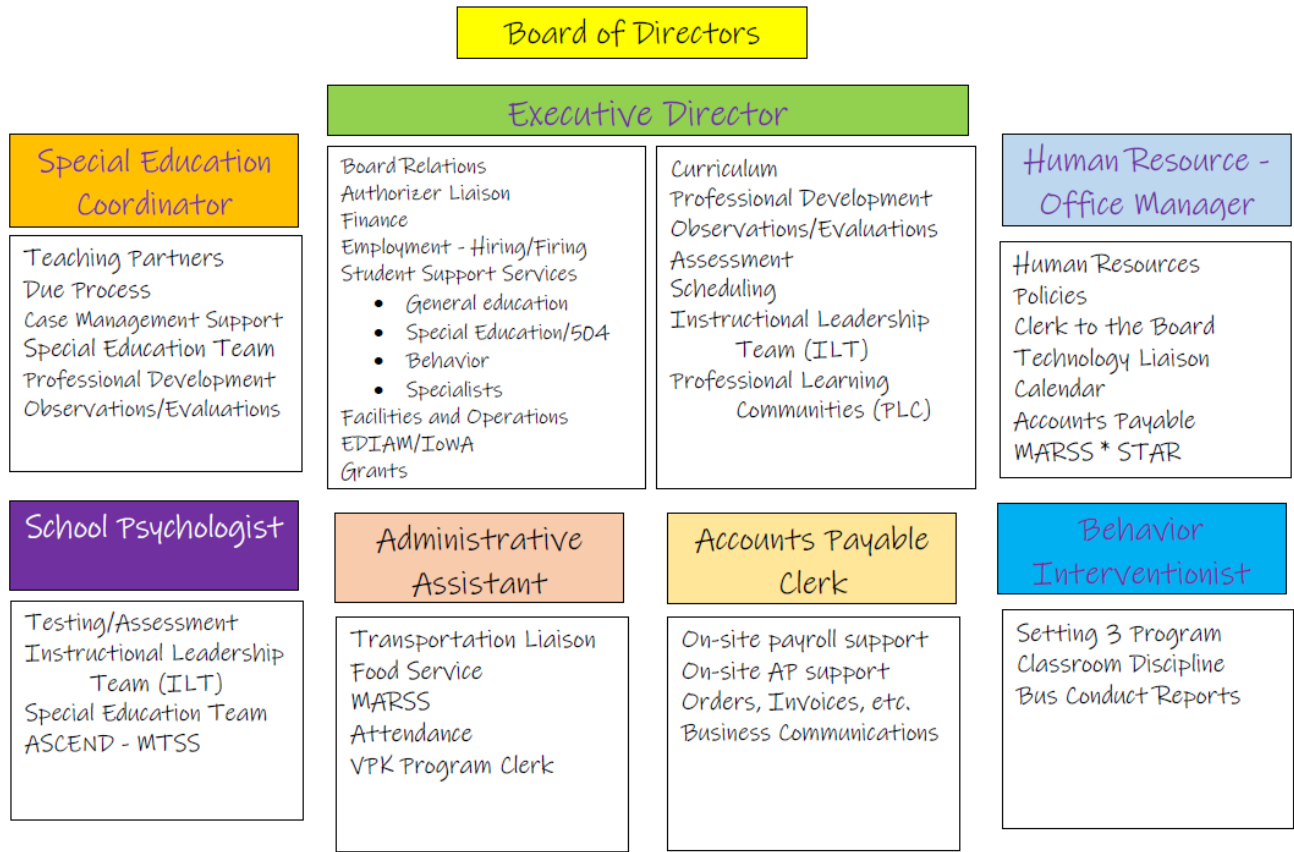 Board of Directors
Executive Director
Board Relations
Authorizer Liaison
Finance
Employment - Hiring/Firing
Student Support Services
• General education
• Special Education/504
• Behavior
• Specialists
Facilities and Operations
EDIAM/IoWA
Grants
Curriculum
Professional Development
Observations/Evaluations
Assessment
Scheduling
Instructional Leadership
Team (ILT)
Professional Learning
Communities (PLC)
Special Education
Coordinator
Teaching Partners
Due Process
Case Management Support
Special Education Team
Professional Development
Observations/Evaluations
Human Resource -
Office Manager
Human Resources
Policies
Clerk to the Board
Technology Liaison
Calendar
Accounts Payable
MARSS * STAR
School Psychologist
Testing/Assessment
Instructional Leadership
Team (ILT)
Special Education Team
ASCEND - MTSS
Administrative
Assistant
Transportation Liaison
Food Service
MARSS
Attendance
VPK Program Clerk
Accounts Payable
Clerk
On-site payroll support
On-site AP support
Orders, Invoices, etc.
Business Communications
Behavior
Interventionist
Setting 3 Program
Classroom Discipline
Bus Conduct Reports